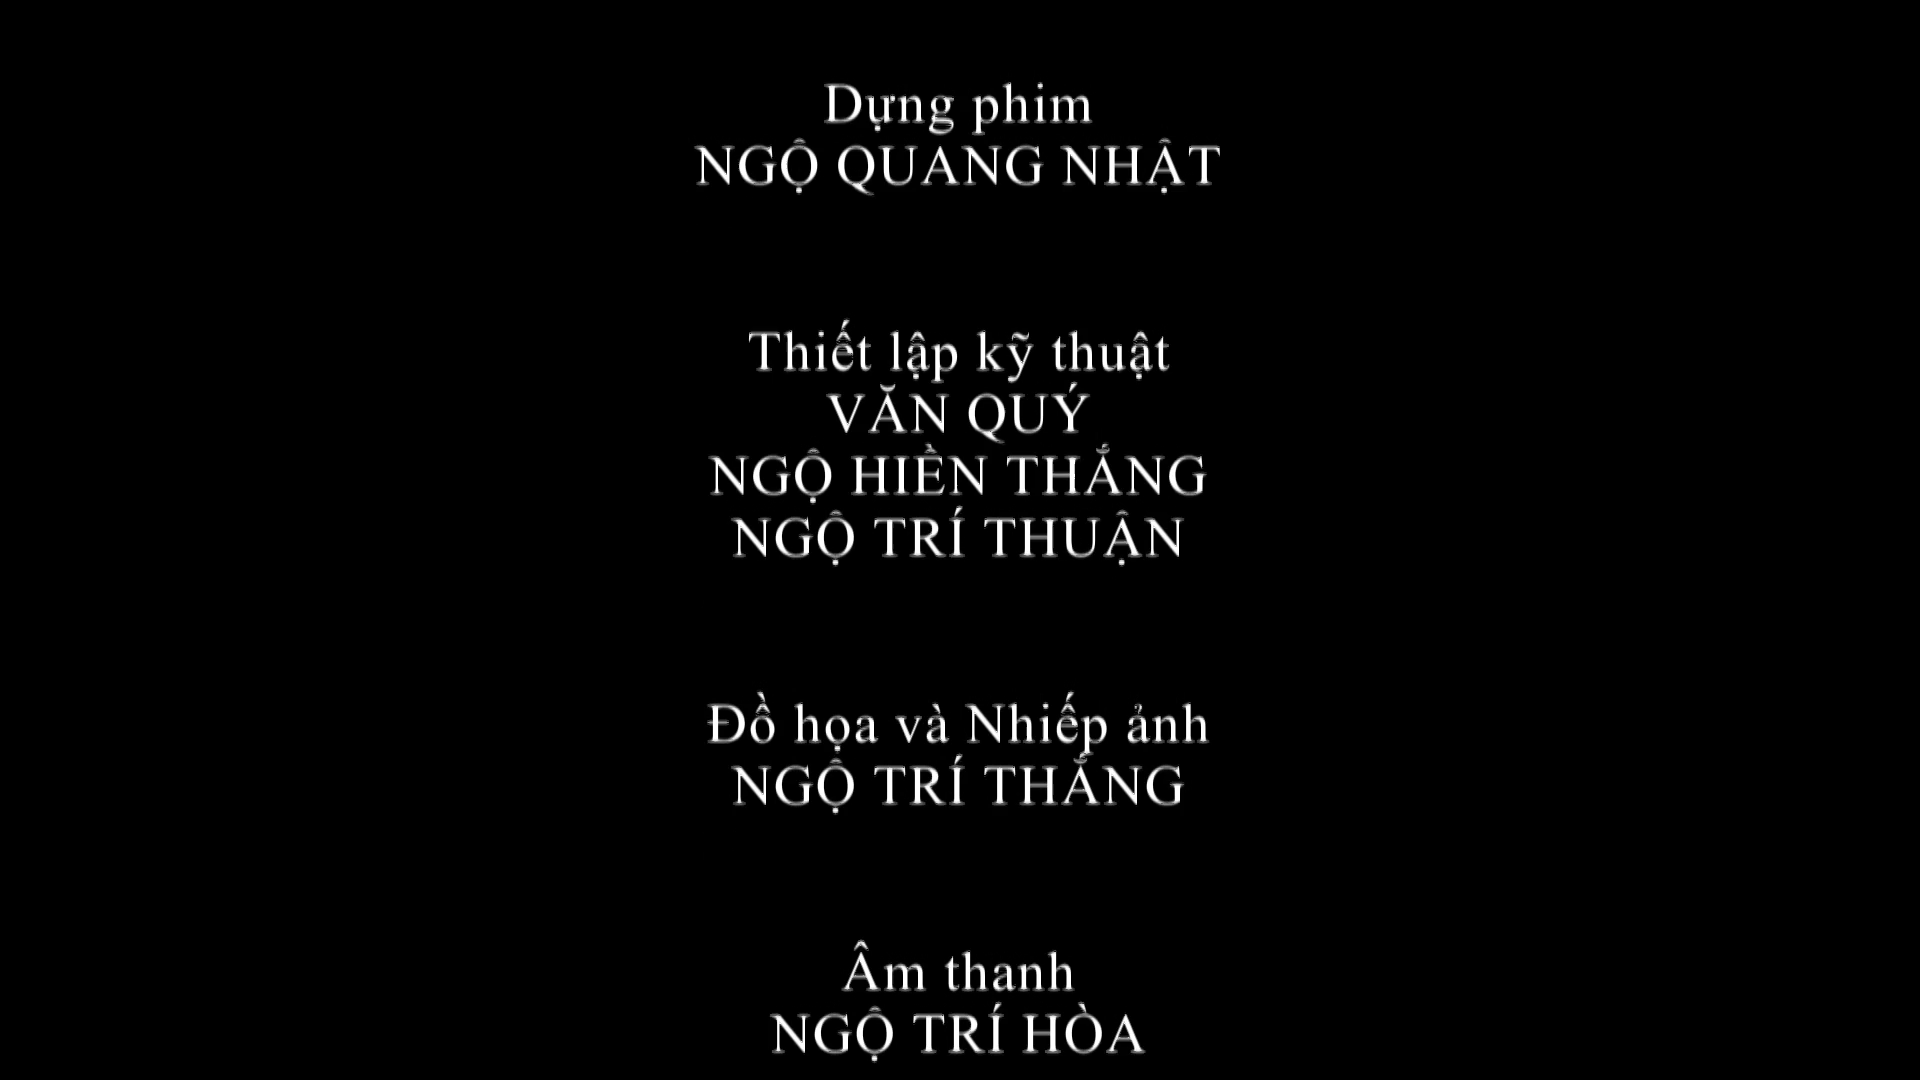 Dựng phim
NGỘ QUANG NHẬT
Thiết lập kỹ thuật
VĂN QUÝ
NGỘ HIỀN THẮNG
NGỘ TRÍ THUẬN
Đồ họa và Nhiếp ảnh
NGỘ TRÍ THẮNG
Âm thanh
NGỘ TRÍ HÒA